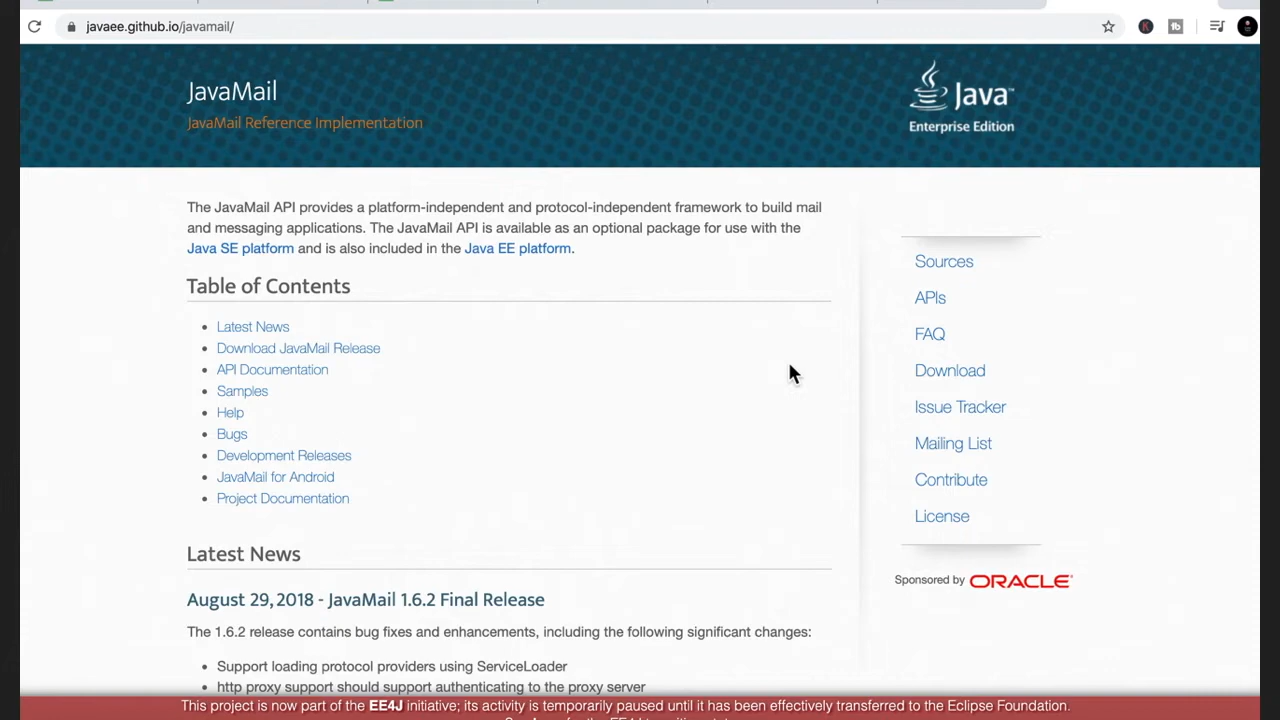 javaee.github.io/javamail/
JavaMail
JavaMail Reference Implementation
Java™
Enterprise Edition
The JavaMail API provides a platform-independent and protocol-independent framework to build mail
and messaging applications. The JavaMail API is available as an optional package for use with the
Java SE platform and is also included in the Java EE platform.
Table of Contents
Latest News
Download JavaMail Release
API Documentation
Samples
Help
Bugs
Development Releases
JavaMail for Android
Project Documentation
Latest News
August 29, 2018 - JavaMail 1.6.2 Final Release
The 1.6.2 release contains bug fixes and enhancements, including the following significant changes:
Support loading protocol providers using ServiceLoader
http proxy support should support authenticating to the proxy server
Sources
APIs
FAQ
Download
Issue Tracker
Mailing List
Contribute
License
Sponsored by ORACLE
This project is now part of the EE4J initiative; its activity is temporarily paused until it has been effectively transferred to the Eclipse Foundation.